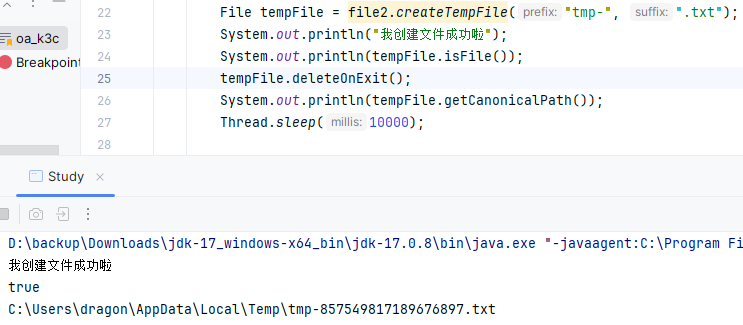 oa_k3c
Breakpoint
22 File tempFile = file2.createTempFile( prefix: "tmp-", suffix: ".txt");
23 System.out.println("我创建文件成功啦");
24 System.out.println(tempFile.isFile());
25 tempFile.deleteOnExit();
26 System.out.println(tempFile.getCanonicalPath());
27 Thread.sleep( millis: 10000);
28
Study
D:\backup\Downloads\jdk-17_windows-x64_bin\jdk-17.0.8\bin\java.exe "-javaagent:C:\Program Fi
我创建文件成功啦
true
C:\Users\dragon\AppData\Local\Temp\tmp-857549817189676897.txt